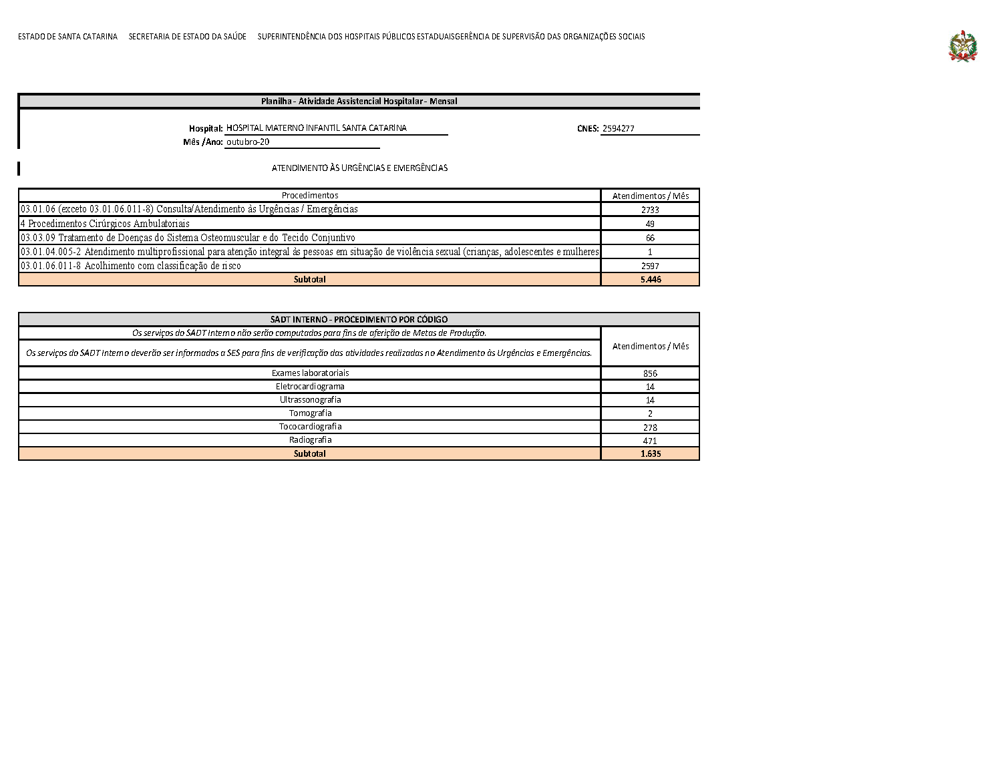 ESTADO DE SANTA CATARINA SECRETARIA DE ESTADO DA SAÚDE SUPERINTENDÊNCIA DOS HOSPITAIS PÚBLICOS ESTADUAISGERÊNCIA DE SUPERVISÃO DAS ORGANIZAÇÕES SOCIAIS
Planilha - Atividade Assistencial Hospitalar - Mensal
Hospital: HOSPITAL MATERNO INFANTIL SANTA CATARINA CNES: 2594277
Mês /Ano: outubro-20
ATENDIMENTO ÀS URGÊNCIAS E EMERGÊNCIAS
Procedimentos Atendimentos / Mês
03.01.06 (exceto 03.01.06.011-8) Consulta/Atendimento às Urgências / Emergências 2733
4 Procedimentos Cirúrgicos Ambulatoriais 49
03.03.09 Tratamento de Doenças do Sistema Osteomuscular e do Tecido Conjuntivo 66
03.01.04.005-2 Atendimento multiprofissional para atenção integral às pessoas em situação de violência sexual (crianças, adolescentes e mulheres 1
03.01.06.011-8 Acolhimento com classificação de risco 2597
Subtotal 5.446
SADT INTERNO - PROCEDIMENTO POR CÓDIGO
Os serviços do SADT Interno não serão computados para fins de aferição de Metas de Produção.
Atendimentos / Mês
Os serviços do SADT Interno deverão ser informados a SES para fins de verificação das atividades realizadas no Atendimento às Urgências e Emergências.
Exames laboratoriais 856
Eletrocardiograma 14
Ultrassonografia 14
Tomografia 2
Tococardiografia 278
Radiografia 471
Subtotal 1.635